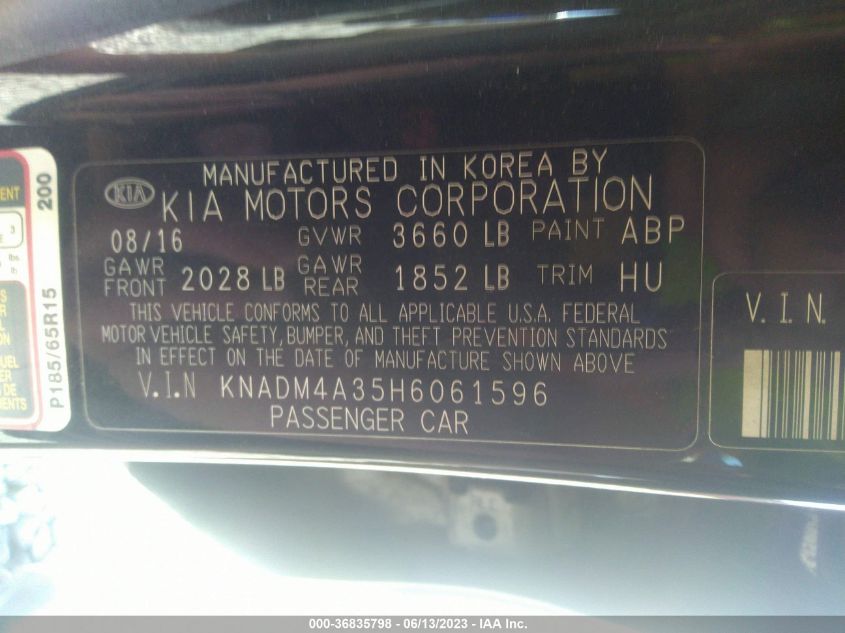 MANUFACTURED IN KOREA BY
KIA KIA MOTORS CORPORATION
08/16 GVWR 3660 LB PAINT ABP
GAWR FRONT 2028 LB GAWR REAR 1852 LB TRIM HU
THIS VEHICLE CONFORMS TO ALL APPLICABLE U.S.A. FEDERAL
MOTOR VEHICLE SAFETY, BUMPER, AND THEFT PREVENTION STANDARDS
IN EFFECT ON THE DATE OF MANUFACTURE SHOWN ABOVE
V.I.N KNADM4A35H6061596
PASSENGER CAR
V. I. N.
200
P185/65R15
3
lbs
DE
000-36835798 - 06/13/2023 - IAA Inc.